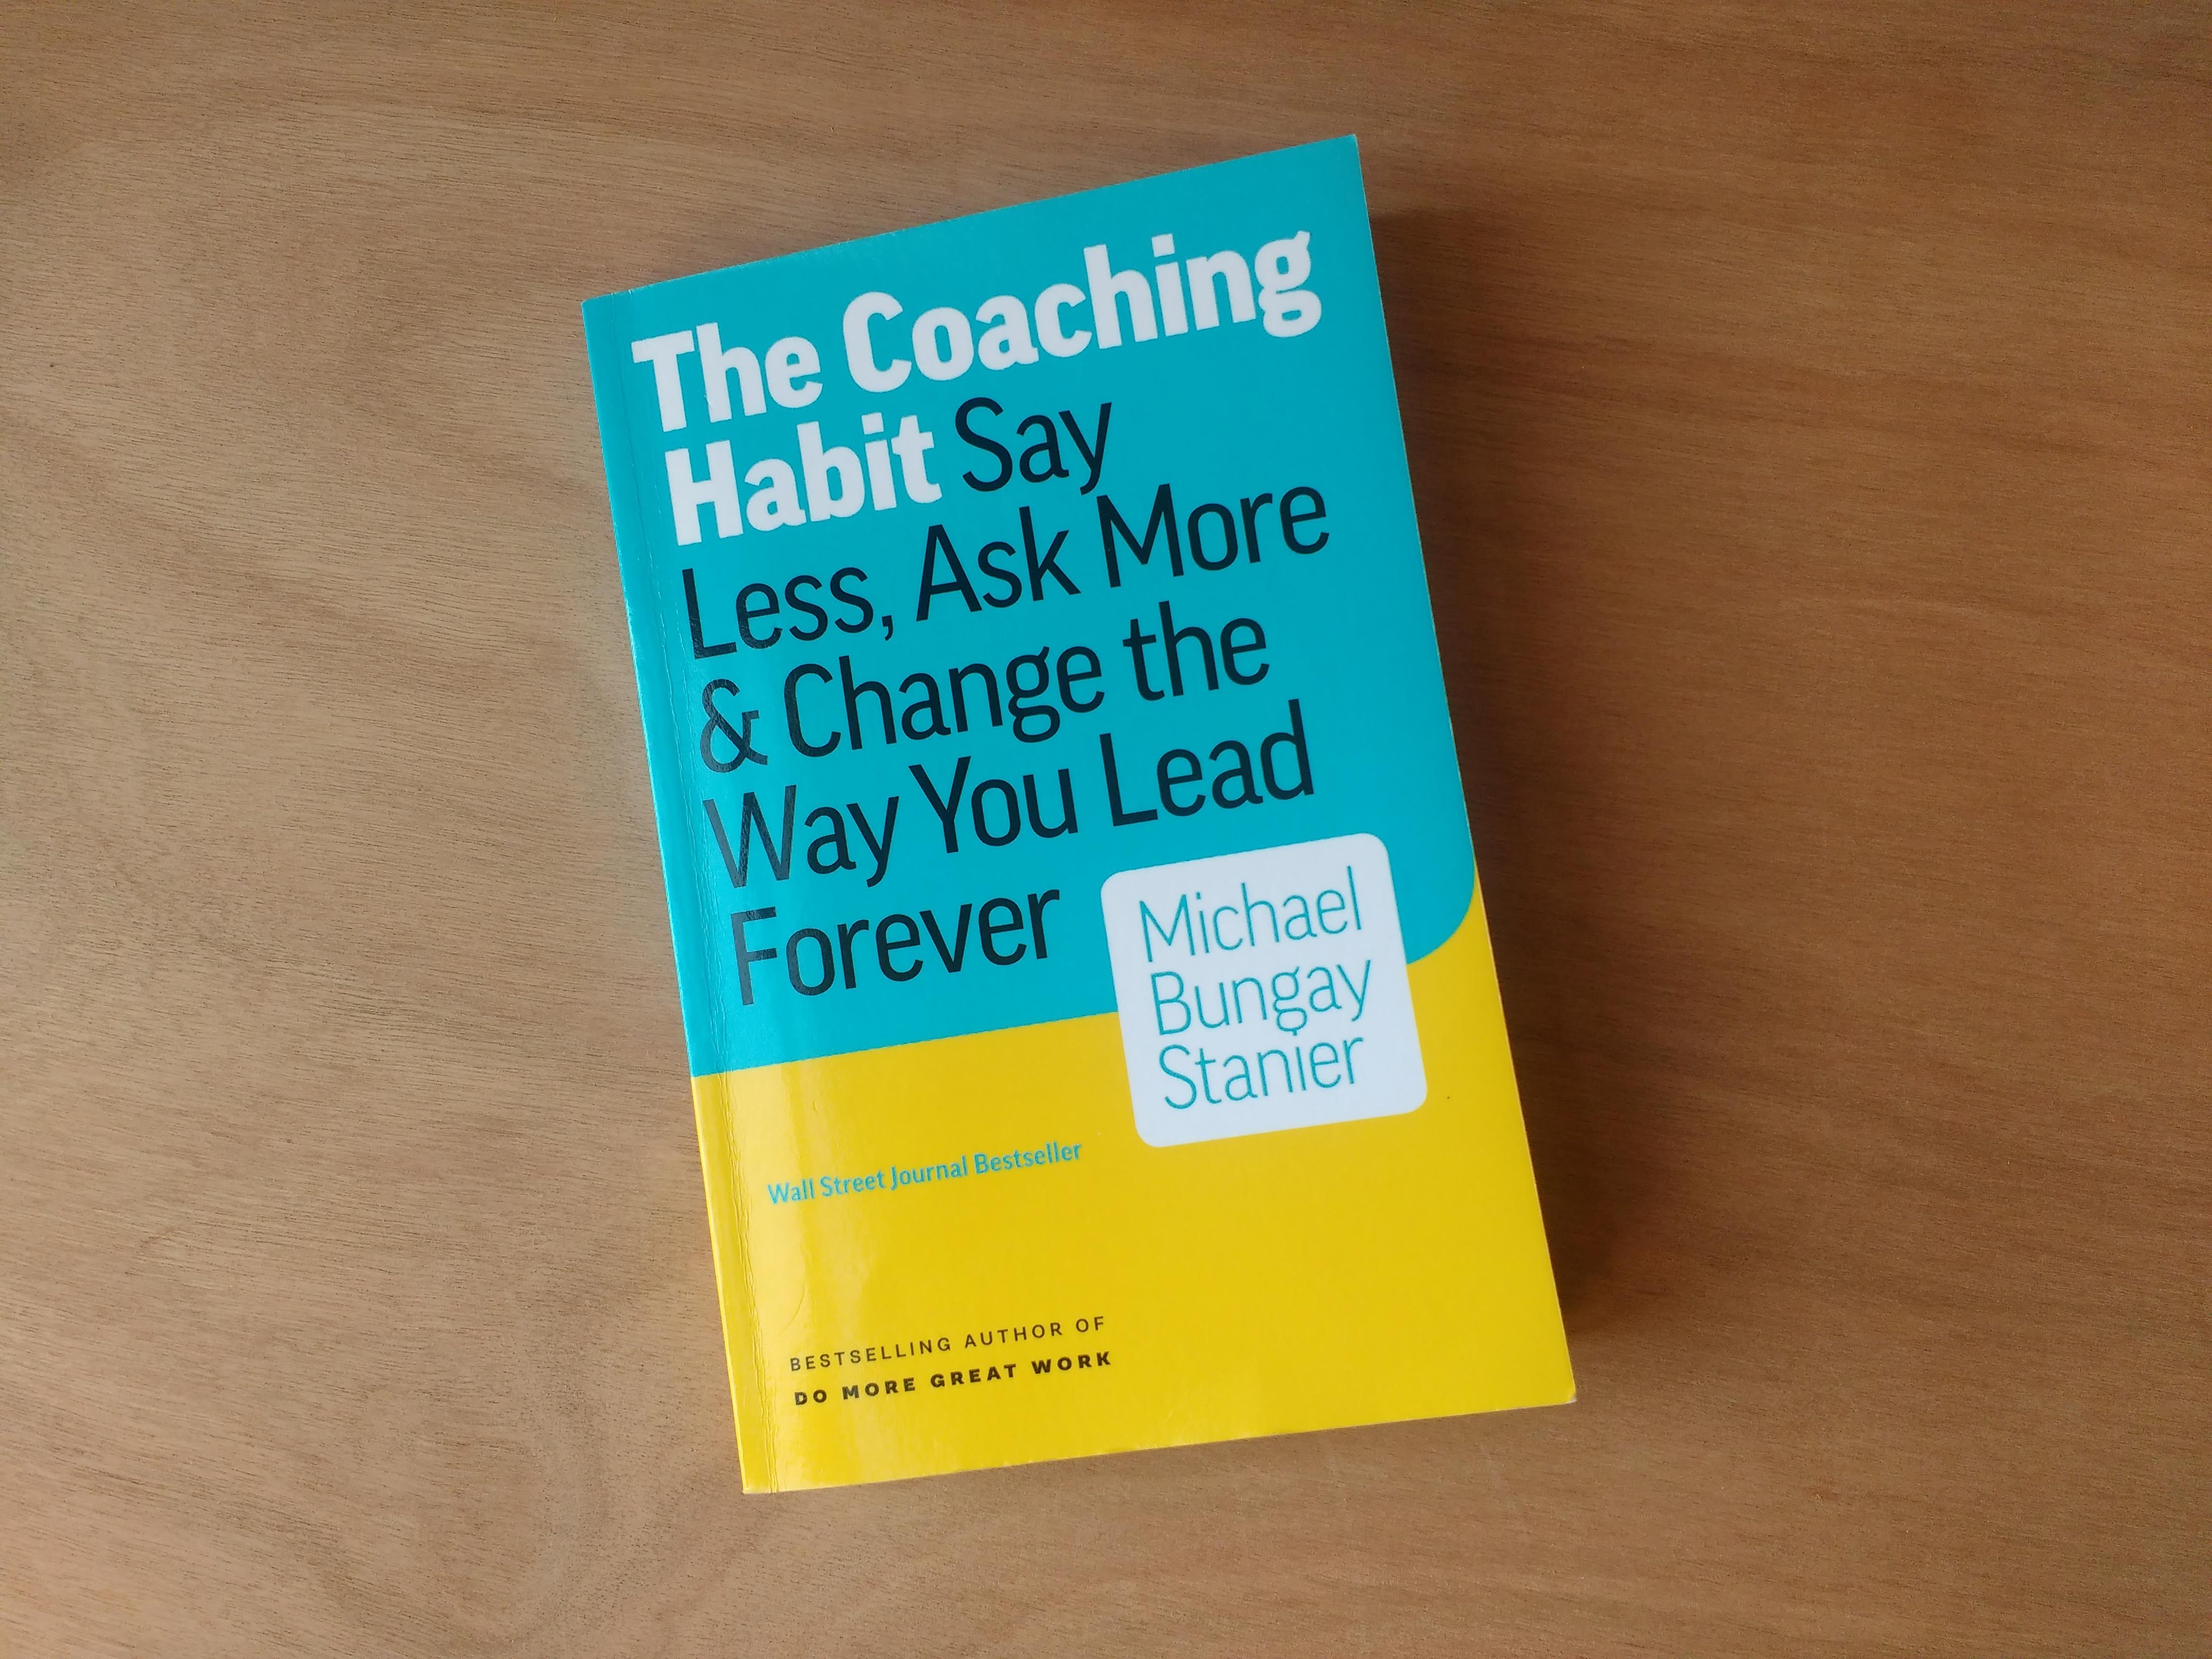 The Coaching
Habit Say
Less, Ask More
& Change the
Way You Lead
Forever
Michael
Bungay
Stanier
Wall Street Journal Bestseller
BESTSELLING AUTHOR OF
DO MORE GREAT WORK